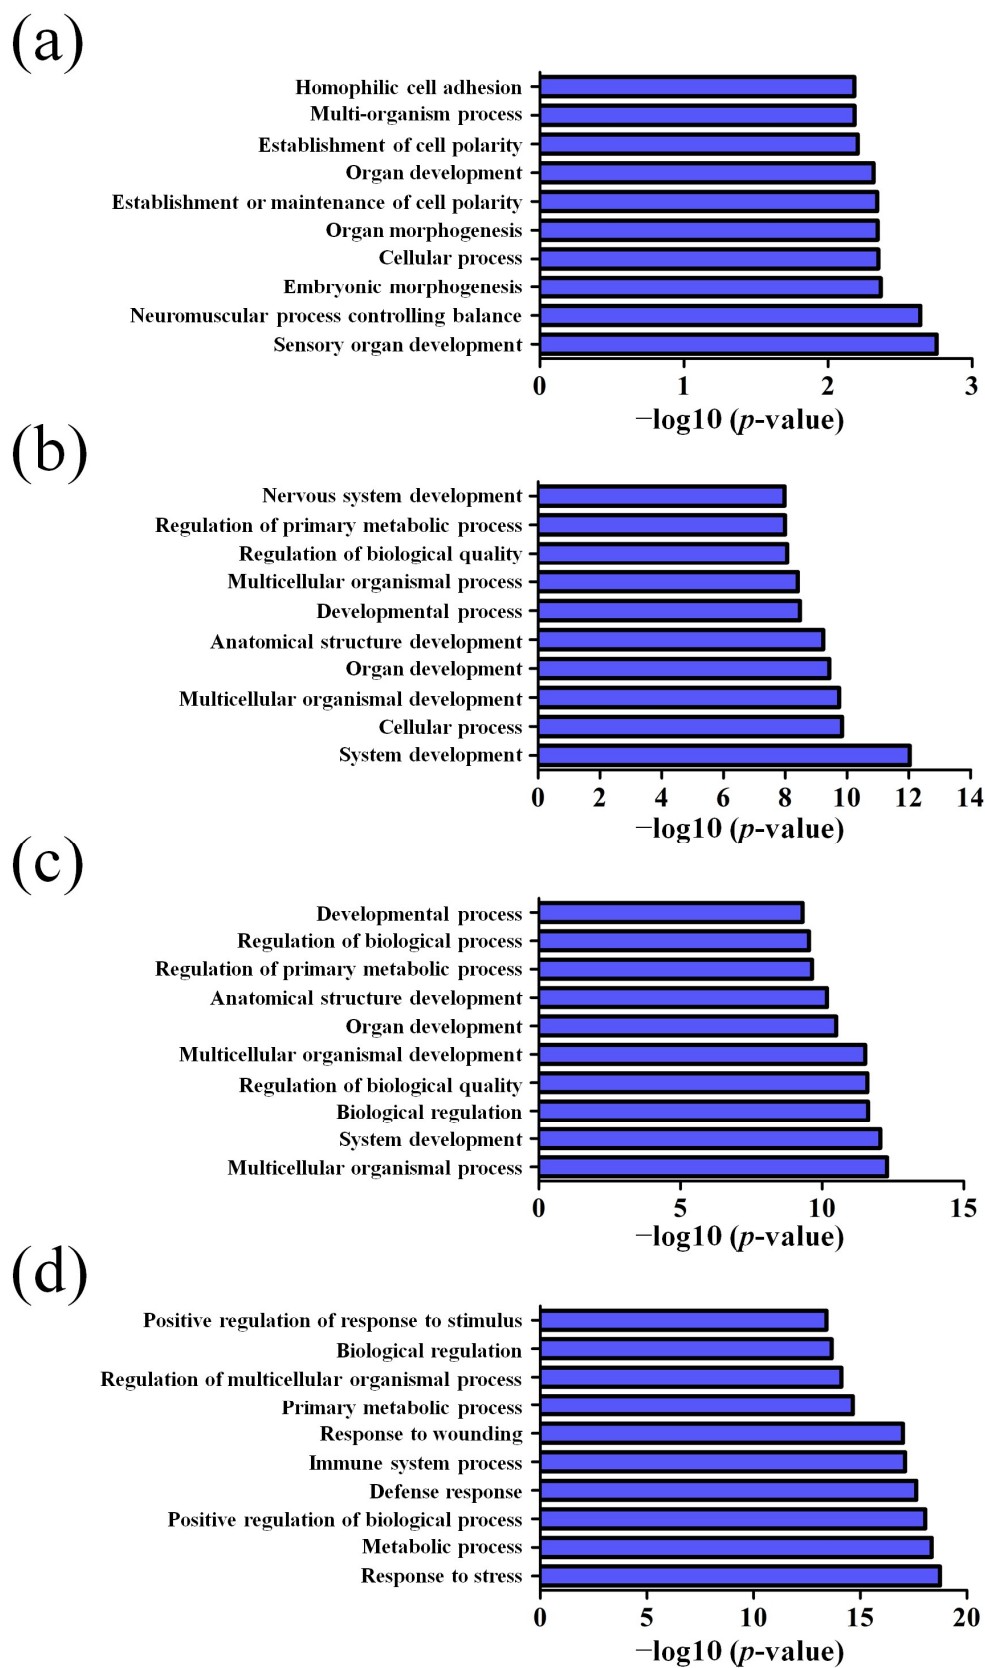 (a)
Homophilic cell adhesion
Multi-organism process
Establishment of cell polarity
Organ development
Establishment or maintenance of cell polarity
Organ morphogenesis
Cellular process
Embryonic morphogenesis
Neuromuscular process controlling balance
Sensory organ development
0 1 2 3
−log10 (p-value)
(b)
Nervous system development
Regulation of primary metabolic process
Regulation of biological quality
Multicellular organismal process
Developmental process
Anatomical structure development
Organ development
Multicellular organismal development
Cellular process
System development
0 2 4 6 8 10 12 14
−log10 (p-value)
(c)
Developmental process
Regulation of biological process
Regulation of primary metabolic process
Anatomical structure development
Organ development
Multicellular organismal development
Regulation of biological quality
Biological regulation
System development
Multicellular organismal process
0 5 10 15
−log10 (p-value)
(d)
Positive regulation of response to stimulus
Biological regulation
Regulation of multicellular organismal process
Primary metabolic process
Response to wounding
Immune system process
Defense response
Positive regulation of biological process
Metabolic process
Response to stress
0 5 10 15 20
−log10 (p-value)